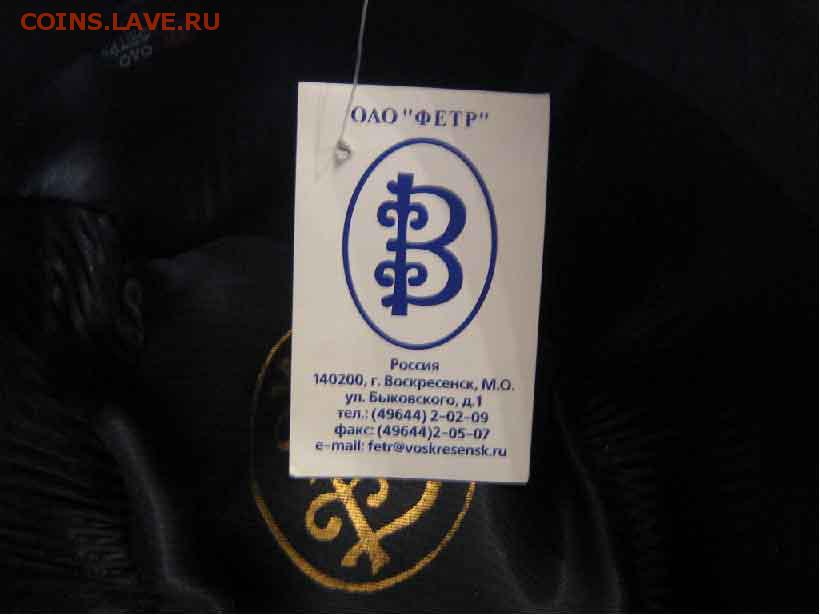 COINS.LAVE.RU
ОАО
ОАО "ФЕТР"
В
Россия
140200, г. Воскресенск, М.О.
ул. Быковского, д.1
тел.: (49644) 2-02-09
факс: (49644)2-05-07
e-mail: fetr@voskresensk.ru